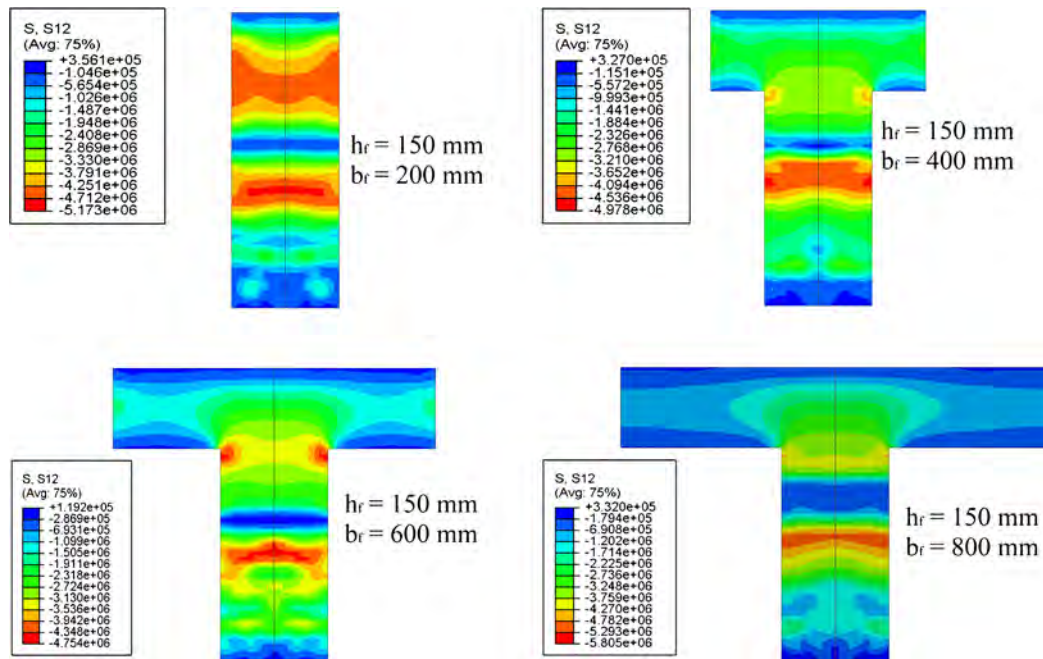 S, S12
(Avg: 75%)
+3.561e+05
-1.046e+05
-5.654e+05
-1.026e+06
-1.487e+06
-1.948e+06
-2.408e+06
-2.869e+06
-3.330e+06
-3.791e+06
-4.251e+06
-4.712e+06
-5.173e+06
hf = 150 mm
bf = 200 mm
S, S12
(Avg: 75%)
+3.270e+05
-1.151e+05
-5.572e+05
-9.993e+05
-1.441e+06
-1.884e+06
-2.326e+06
-2.768e+06
-3.210e+06
-3.652e+06
-4.094e+06
-4.536e+06
-4.978e+06
hf = 150 mm
bf = 400 mm
S, S12
(Avg: 75%)
+1.192e+05
-2.869e+05
-6.931e+05
-1.099e+06
-1.505e+06
-1.911e+06
-2.318e+06
-2.724e+06
-3.130e+06
-3.536e+06
-3.942e+06
-4.348e+06
-4.754e+06
hf = 150 mm
bf = 600 mm
S, S12
(Avg: 75%)
+3.320e+05
-1.794e+05
-6.908e+05
-1.202e+06
-1.714e+06
-2.225e+06
-2.736e+06
-3.248e+06
-3.759e+06
-4.270e+06
-4.782e+06
-5.293e+06
-5.805e+06
hf = 150 mm
bf = 800 mm